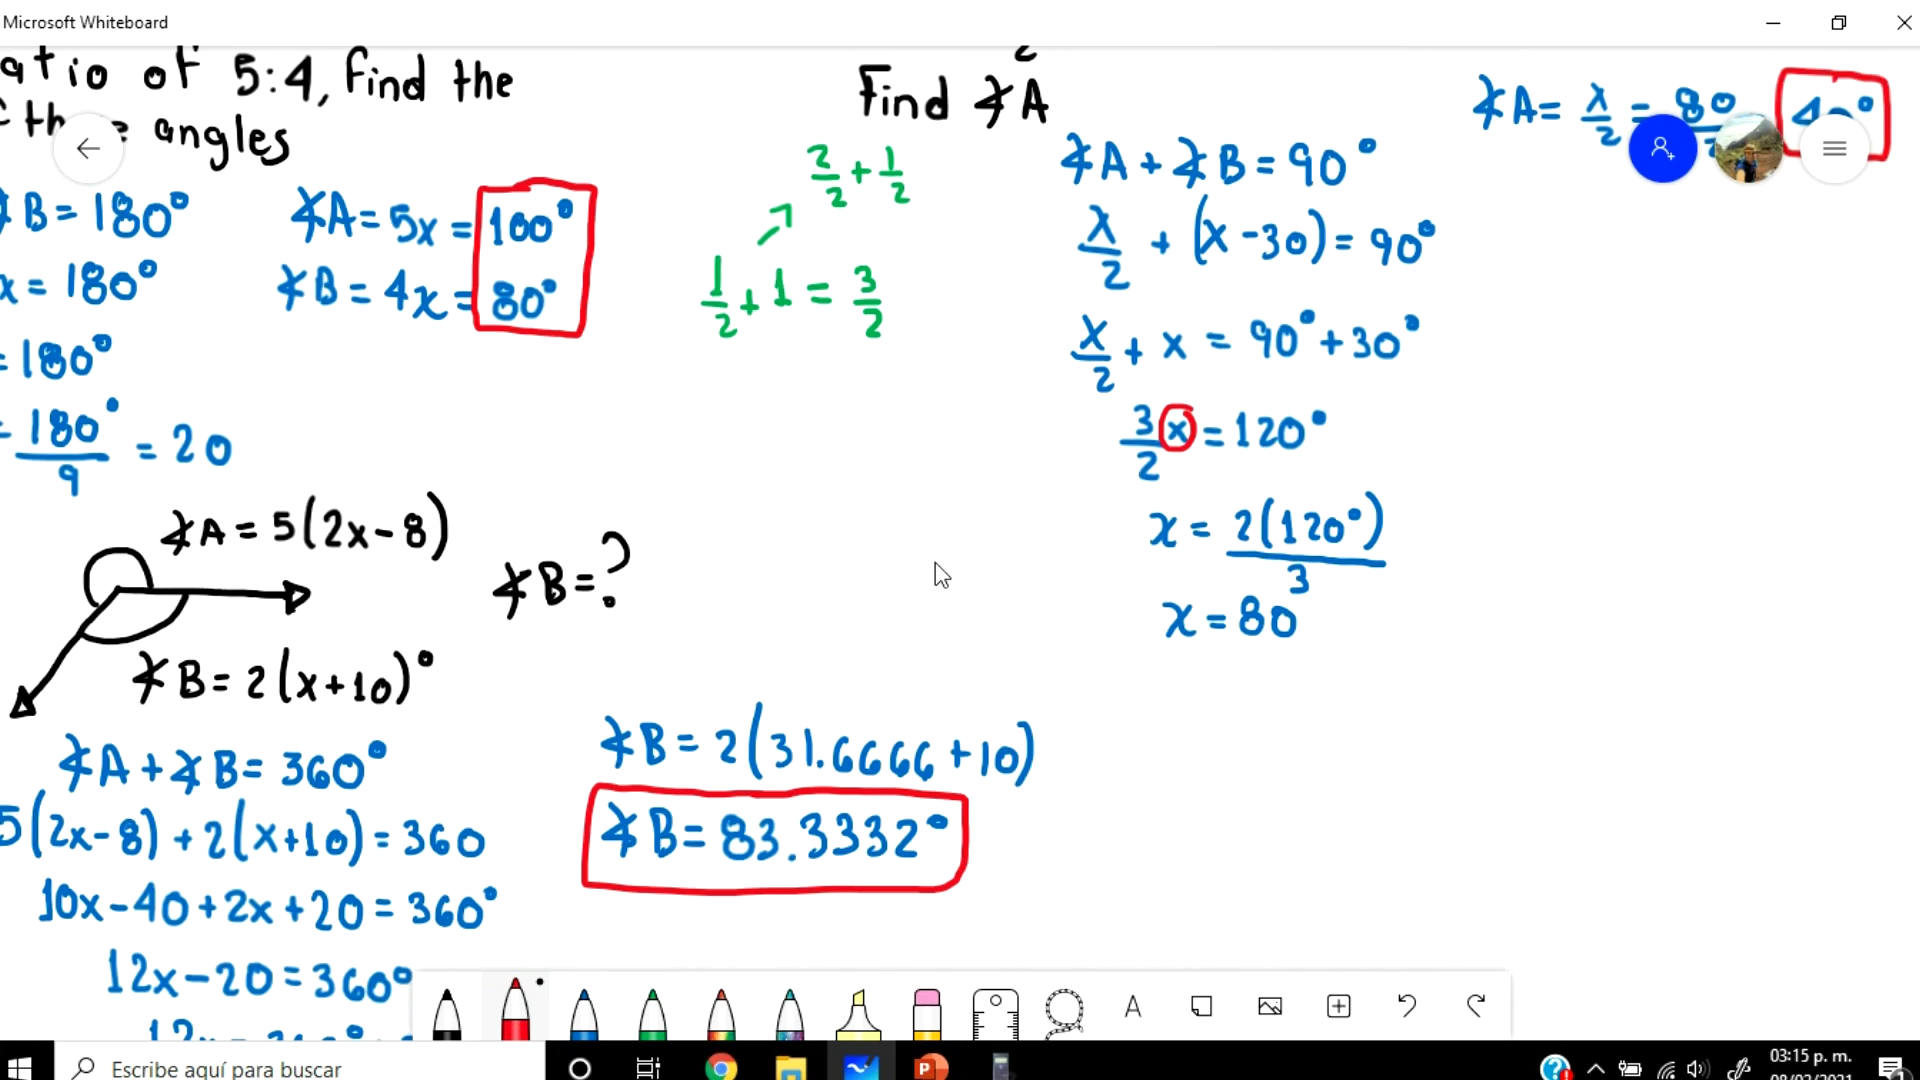 Microsoft Whiteboard
atio of 5:4, find the
angles
B = 180°
x = 180°
= 180°
180° / 9 = 20
∡A = 5x = 100°
∡B = 4x = 80°
2/2 + 1/2
1/2 + 1 = 3/2
Find ∡A
∡A + ∡B = 90°
x/2 + (x - 30) = 90°
x/2 + x = 90° + 30°
3/2 x = 120°
x = 2(120°)/3
x = 80
∡A = x/2 = 80
∡A = 5(2x - 8)
∡B = ?
∡B = 2(x+10)°
∡A + ∡B = 360°
5(2x - 8) + 2(x+10) = 360
10x - 40 + 2x + 20 = 360°
12x - 20 = 360°
∡B = 2(31.6666 + 10)
∡B = 83.3332°
Escribe aquí para buscar
03:15 p. m.